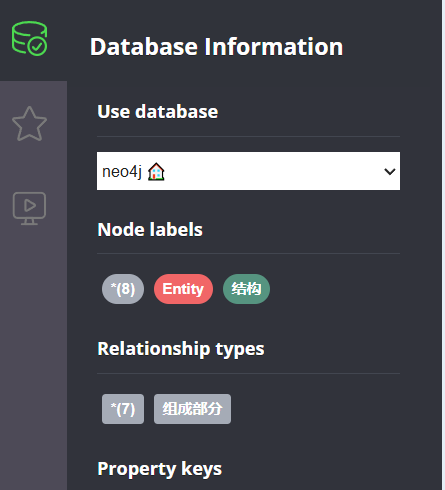 Database Information
Use database
neo4j
Node labels
*(8) Entity 结构
Relationship types
*(7) 组成部分
Property keys